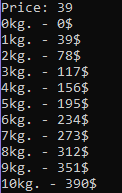 Price: 39
0kg. - 0$
1kg. - 39$
2kg. - 78$
3kg. - 117$
4kg. - 156$
5kg. - 195$
6kg. - 234$
7kg. - 273$
8kg. - 312$
9kg. - 351$
10kg. - 390$